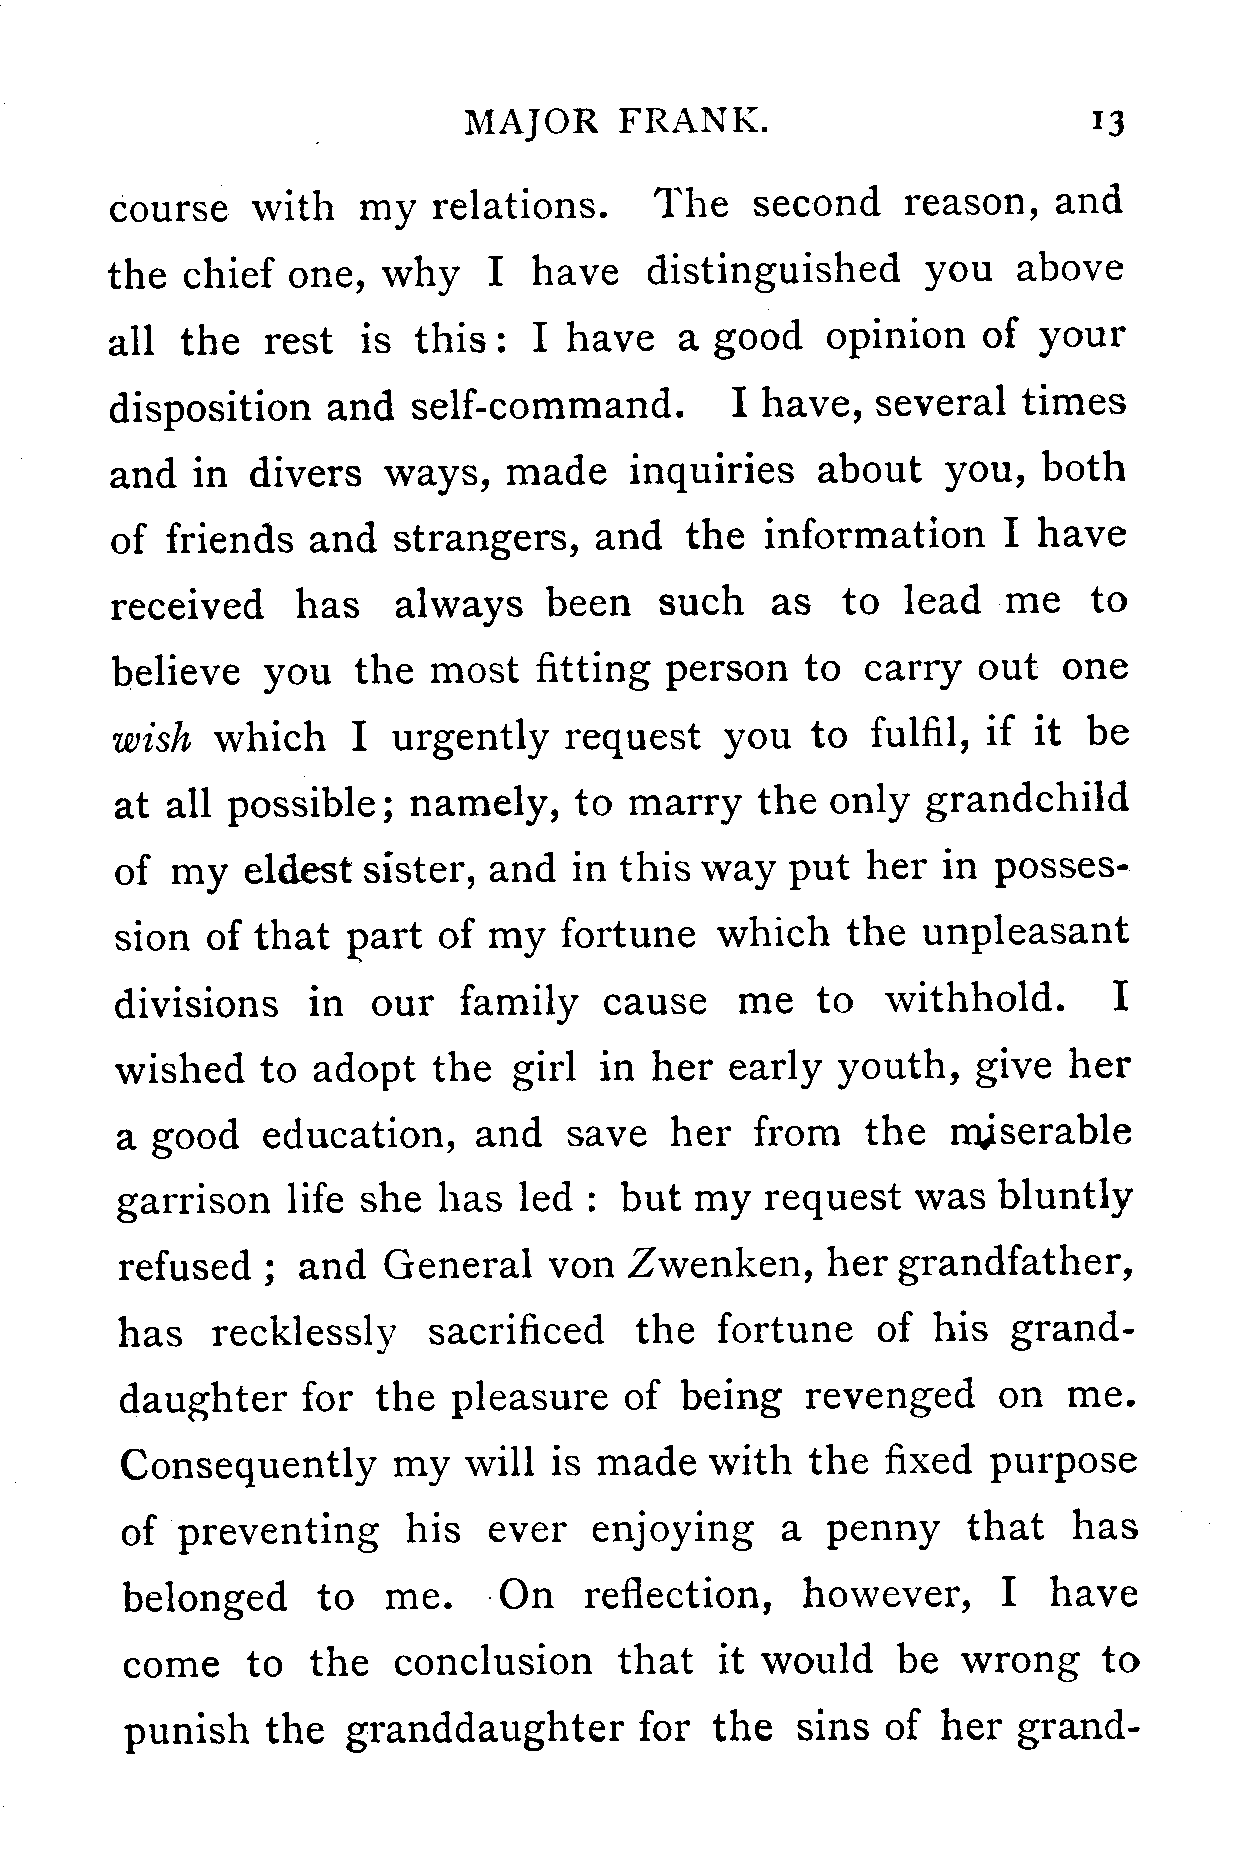 MAJOR FRANK. 13
course with my relations. The second reason, and
the chief one, why I have distinguished you above
all the rest is this: I have a good opinion of your
disposition and self-command. I have, several times
and in divers ways, made inquiries about you, both
of friends and strangers, and the information I have
received has always been such as to lead me to
believe you the most fitting person to carry out one
wish which I urgently request you to fulfil, if it be
at all possible; namely, to marry the only grandchild
of my eldest sister, and in this way put her in posses-
sion of that part of my fortune which the unpleasant
divisions in our family cause me to withhold. I
wished to adopt the girl in her early youth, give her
a good education, and save her from the miserable
garrison life she has led : but my request was bluntly
refused ; and General von Zwenken, her grandfather,
has recklessly sacrificed the fortune of his grand-
daughter for the pleasure of being revenged on me.
Consequently my will is made with the fixed purpose
of preventing his ever enjoying a penny that has
belonged to me. On reflection, however, I have
come to the conclusion that it would be wrong to
punish the granddaughter for the sins of her grand-